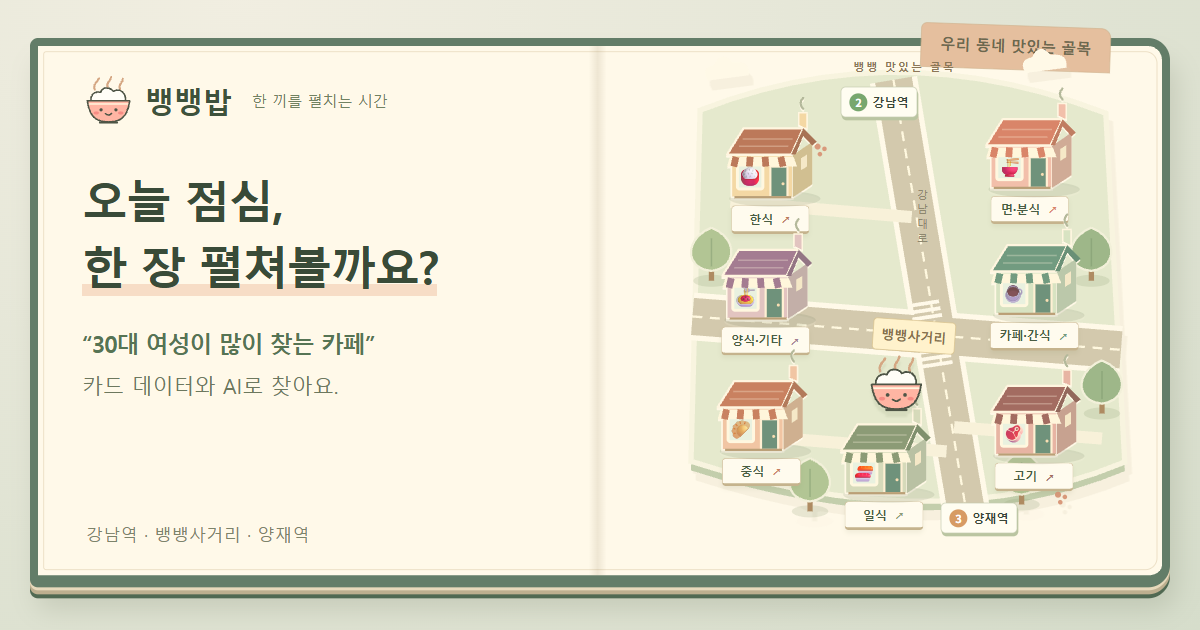 뱅뱅밥
한 끼를 펼치는 시간
오늘 점심,
한 장 펼쳐볼까요?
“30대 여성이 많이 찾는 카페”
카드 데이터와 AI로 찾아요.
강남역 · 뱅뱅사거리 · 양재역
우리 동네 맛있는 골목
뱅뱅 맛있는 골목
2 강남역
강남대로
한식 ↗
면·분식 ↗
양식·기타 ↗
뱅뱅사거리
카페·간식 ↗
중식 ↗
고기 ↗
일식 ↗
3 양재역